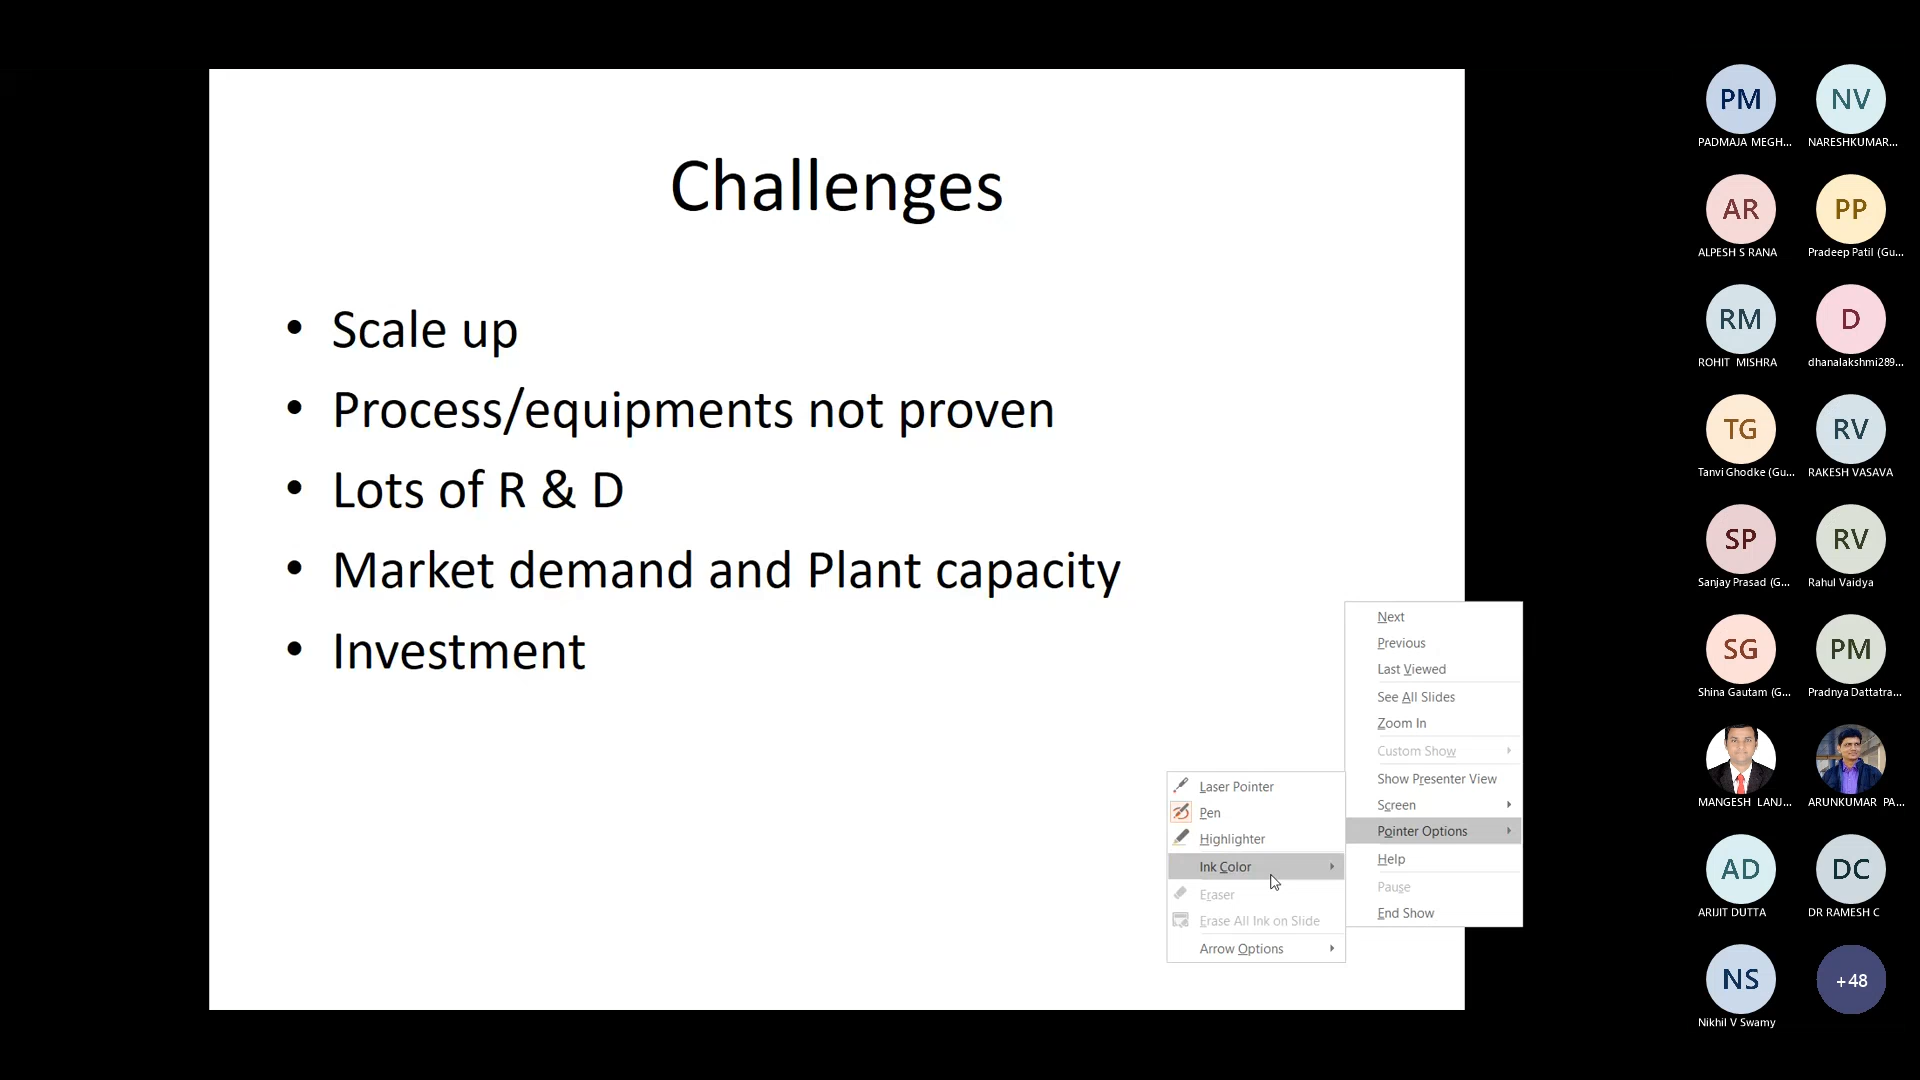 Challenges
• Scale up
• Process/equipments not proven
• Lots of R & D
• Market demand and Plant capacity
• Investment
Next
Previous
Last Viewed
See All Slides
Zoom In
Custom Show
Show Presenter View
Screen
Pointer Options
Help
Pause
End Show
Laser Pointer
Pen
Highlighter
Ink Color
Eraser
Erase All Ink on Slide
Arrow Options
PM
PADMAJA MEGH...
NV
NARESHKUMAR...
AR
ALPESH S RANA
PP
Pradeep Patil (Gu...
RM
ROHIT MISHRA
D
dhanalakshmi289...
TG
Tanvi Ghodke (Gu...
RV
RAKESH VASAVA
SP
Sanjay Prasad (G...
RV
Rahul Vaidya
SG
Shina Gautam (G...
PM
Pradnya Dattatra...
MANGESH LANJ...
ARUNKUMAR PA...
AD
ARIJIT DUTTA
DC
DR RAMESH C
NS
Nikhil V Swamy
+48